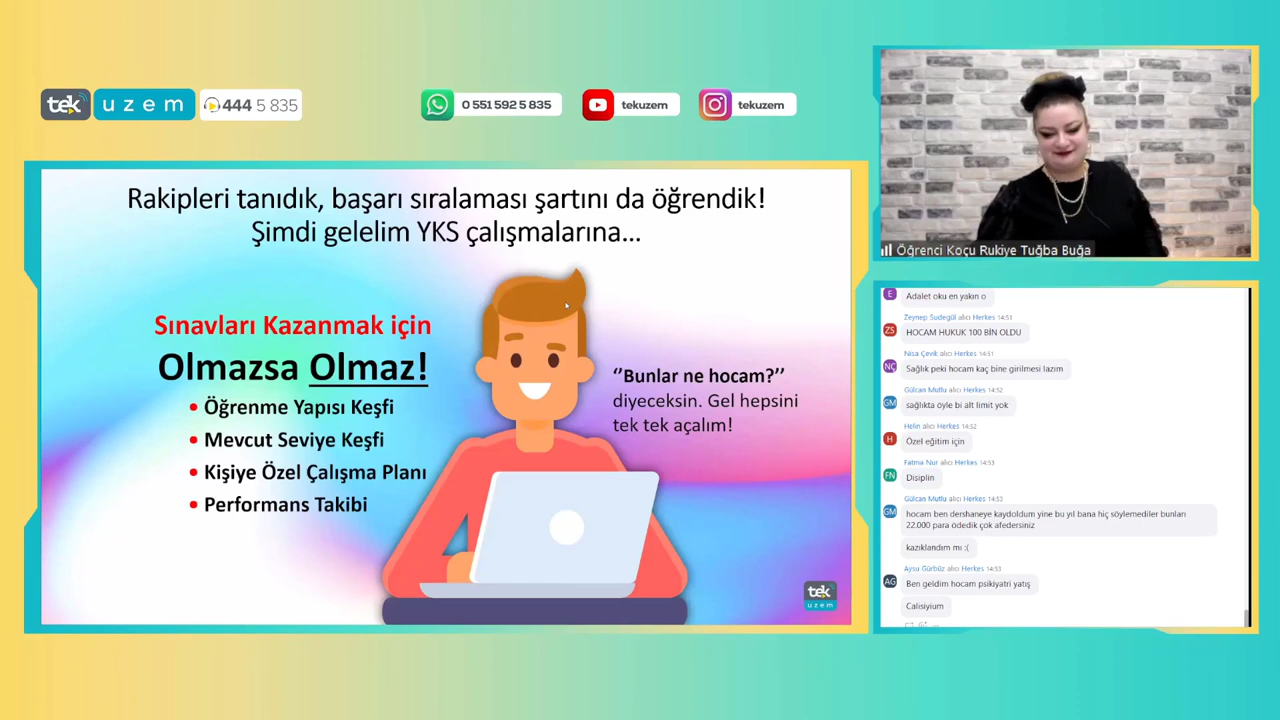 tek uzem 444 5 835
0 551 592 5 835
tekuzem
tekuzem
Rakipleri tanıdık, başarı sıralaması şartını da öğrendik!
Şimdi gelelim YKS çalışmalarına...
Sınavları Kazanmak için
Olmazsa Olmaz!
• Öğrenme Yapısı Keşfi
• Mevcut Seviye Keşfi
• Kişiye Özel Çalışma Planı
• Performans Takibi
‘’Bunlar ne hocam?’’
diyeceksin. Gel hepsini
tek tek açalım!
tek
uzem
Öğrenci Koçu Rukiye Tuğba Buğa
E Adalet oku en yakın o
Zeynep Sudegül alıcı Herkes 14:51
ZS HOCAM HUKUK 100 BİN OLDU
Nisa Çevik alıcı Herkes 14:51
NÇ Sağlık peki hocam kaç bine girilmesi lazım
Gülcan Mutlu alıcı Herkes 14:52
GM sağlıkta öyle bi alt limit yok
Helin alıcı Herkes 14:52
H Özel eğitim için
Fatma Nur alıcı Herkes 14:53
FN Disiplin
Gülcan Mutlu alıcı Herkes 14:53
GM hocam ben dershaneye kaydoldum yine bu yıl bana hiç söylemediler bunları
22.000 para ödedik çok afedersiniz
kazıklandım mı :(
Aysu Gürbüz alıcı Herkes 14:53
AG Ben geldim hocam psikiyatri yatış
Calisiyium